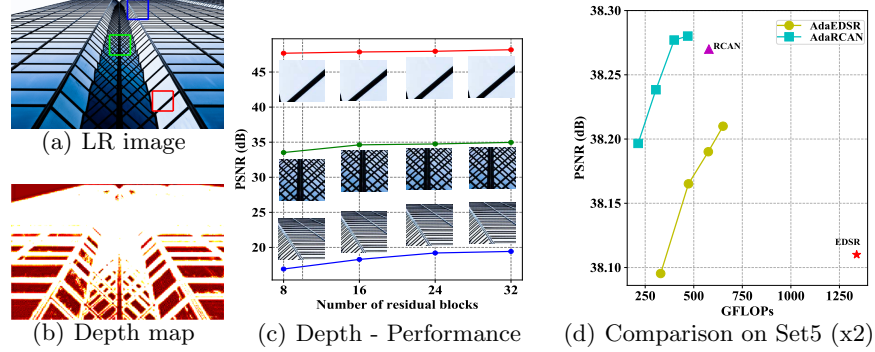 (a) LR image
(b) Depth map
PSNR (dB)
45
40
35
30
25
20
8
16
24
32
Number of residual blocks
(c) Depth - Performance
PSNR (dB)
38.30
38.25
38.20
38.15
38.10
AdaEDSR
AdaRCAN
RCAN
EDSR
250
500
750
1000
1250
GFLOPs
(d) Comparison on Set5 (x2)